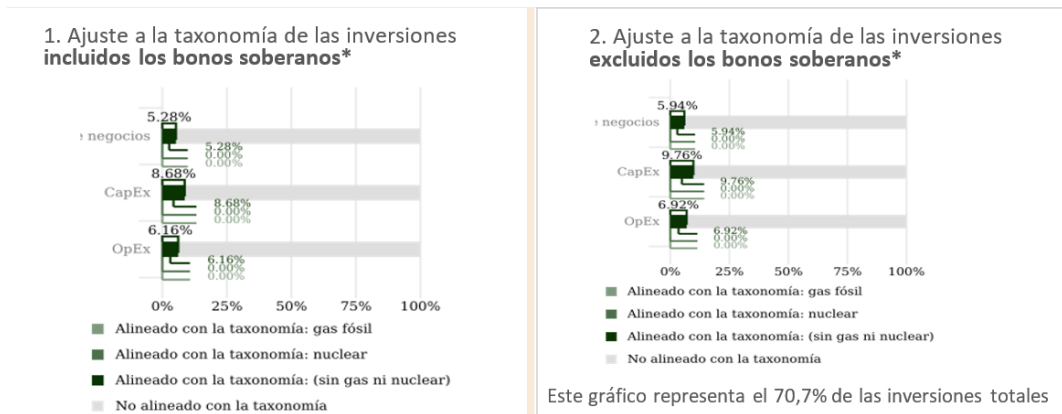 1. Ajuste a la taxonomía de las inversiones
incluidos los bonos soberanos*
5.28%
e negocios
5.28%
0.00%
0.00%
8.68%
CapEx
8.68%
0.00%
0.00%
6.16%
OpEx
6.16%
0.00%
0.00%
0% 25% 50% 75% 100%
Alineado con la taxonomía: gas fósil
Alineado con la taxonomía: nuclear
Alineado con la taxonomía: (sin gas ni nuclear)
No alineado con la taxonomía
2. Ajuste a la taxonomía de las inversiones
excluidos los bonos soberanos*
5.94%
negocios
5.94%
0.00%
0.00%
9.76%
CapEx
9.76%
0.00%
0.00%
6.92%
OpEx
6.92%
0.00%
0.00%
0% 25% 50% 75% 100%
Alineado con la taxonomía: gas fósil
Alineado con la taxonomía: nuclear
Alineado con la taxonomía: (sin gas ni nuclear)
No alineado con la taxonomía
Este gráfico representa el 70,7% de las inversiones totales